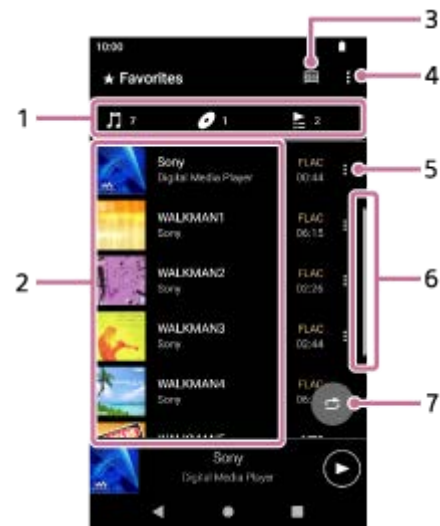 3
10:00
★ Favorites
4
1
7
1
2
Sony
Digital Media Player
FLAC
00:44
5
WALKMAN1
Sony
FLAC
06:15
6
2
WALKMAN2
Sony
FLAC
02:26
WALKMAN3
Sony
FLAC
02:44
WALKMAN4
Sony
FLAC
06:
7
Sony
Digital Media Player